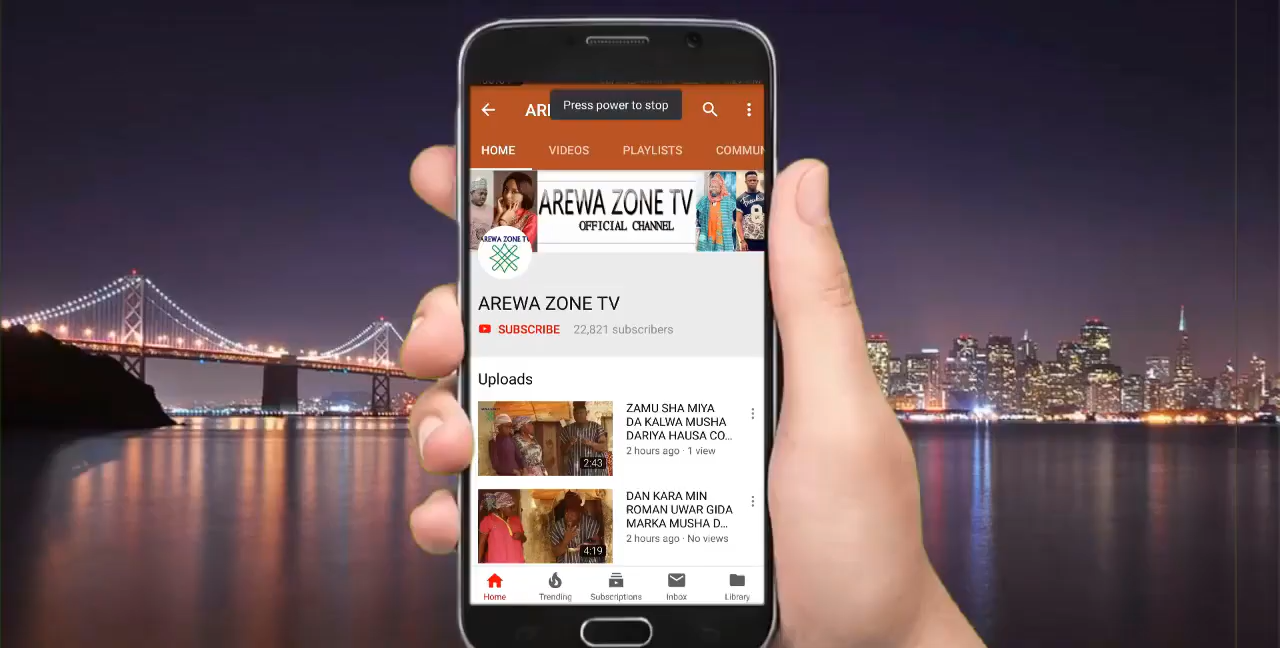 Press power to stop
ARE
HOME VIDEOS PLAYLISTS COMMUN
AREWA ZONE TV
OFFICIAL CHANNEL
AREWA ZONE TV
AREWA ZONE TV
SUBSCRIBE 22,821 subscribers
Uploads
ZAMU SHA MIYA
DA KALWA MUSHA
DARIYA HAUSA CO...
2 hours ago · 1 view
2:43
DAN KARA MIN
ROMAN UWAR GIDA
MARKA MUSHA D...
2 hours ago · No views
4:19
Home Trending Subscriptions Inbox Library